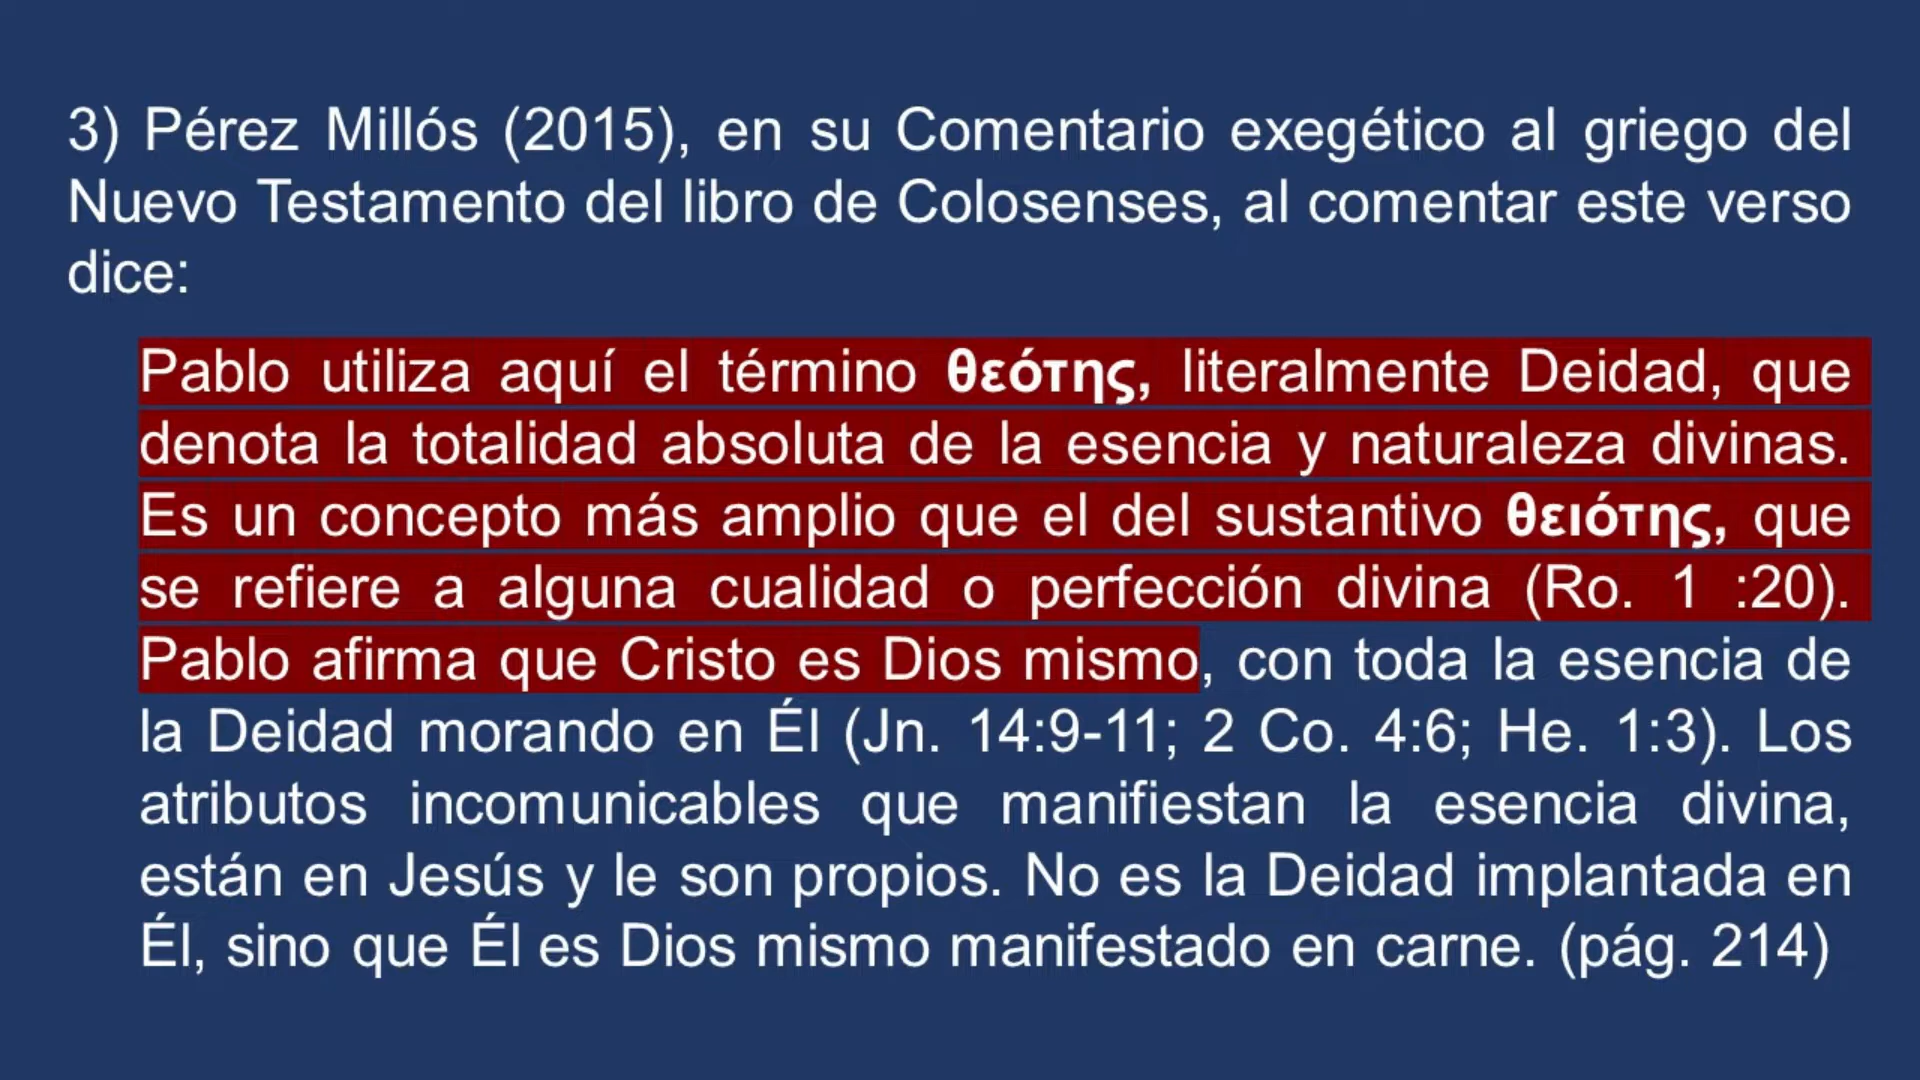 3) Pérez Millós (2015), en su Comentario exegético al griego del
Nuevo Testamento del libro de Colosenses, al comentar este verso
dice:
Pablo utiliza aquí el término θεότης, literalmente Deidad, que
denota la totalidad absoluta de la esencia y naturaleza divinas.
Es un concepto más amplio que el del sustantivo θειότης, que
se refiere a alguna cualidad o perfección divina (Ro. 1 :20).
Pablo afirma que Cristo es Dios mismo, con toda la esencia de
la Deidad morando en Él (Jn. 14:9-11; 2 Co. 4:6; He. 1:3). Los
atributos incomunicables que manifiestan la esencia divina,
están en Jesús y le son propios. No es la Deidad implantada en
Él, sino que Él es Dios mismo manifestado en carne. (pág. 214)